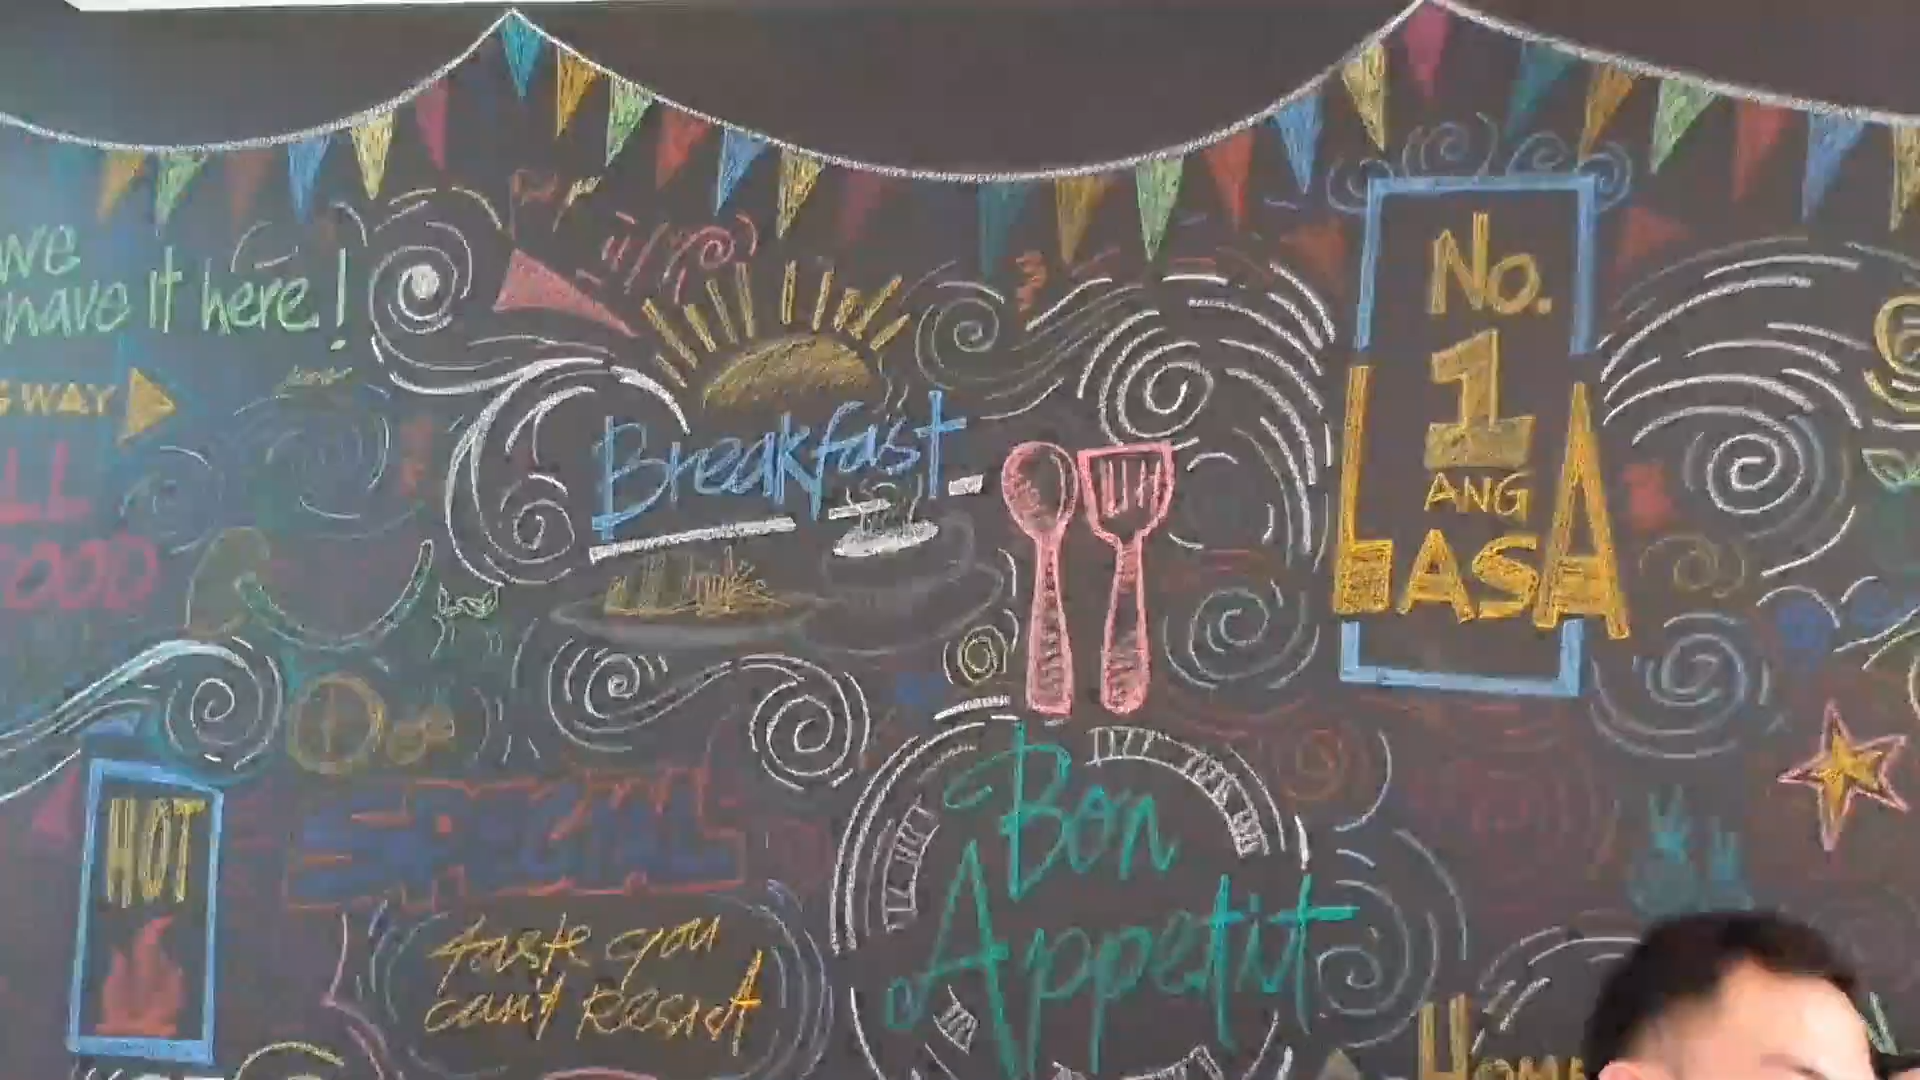 we
have it here!
WAY
Breakfast
No.
1
ANG
LASA
HOT
SPECIAL
taste you
can't Resist
Bon
Appetit